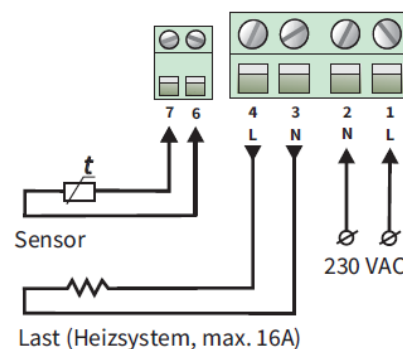 7 6 4 3 2 1
L N N L
t
Sensor
230 VAC
Last (Heizsystem, max. 16A)